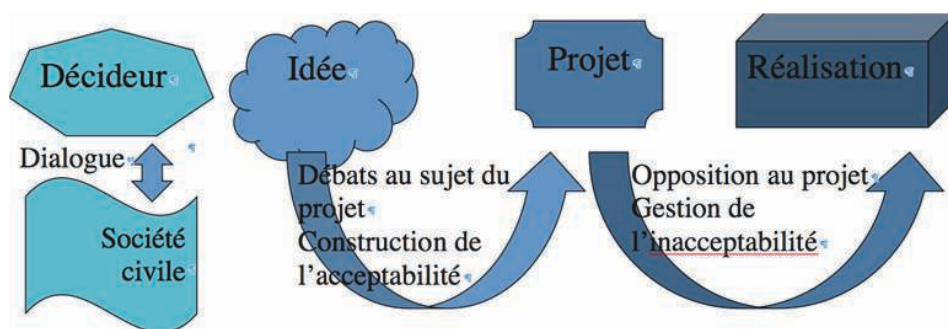 Décideur
Idée
Projet
Réalisation
Dialogue
Société
civile
Débats au sujet du
projet
Construction de
l'acceptabilité
Opposition au projet
Gestion de
l'inacceptabilité